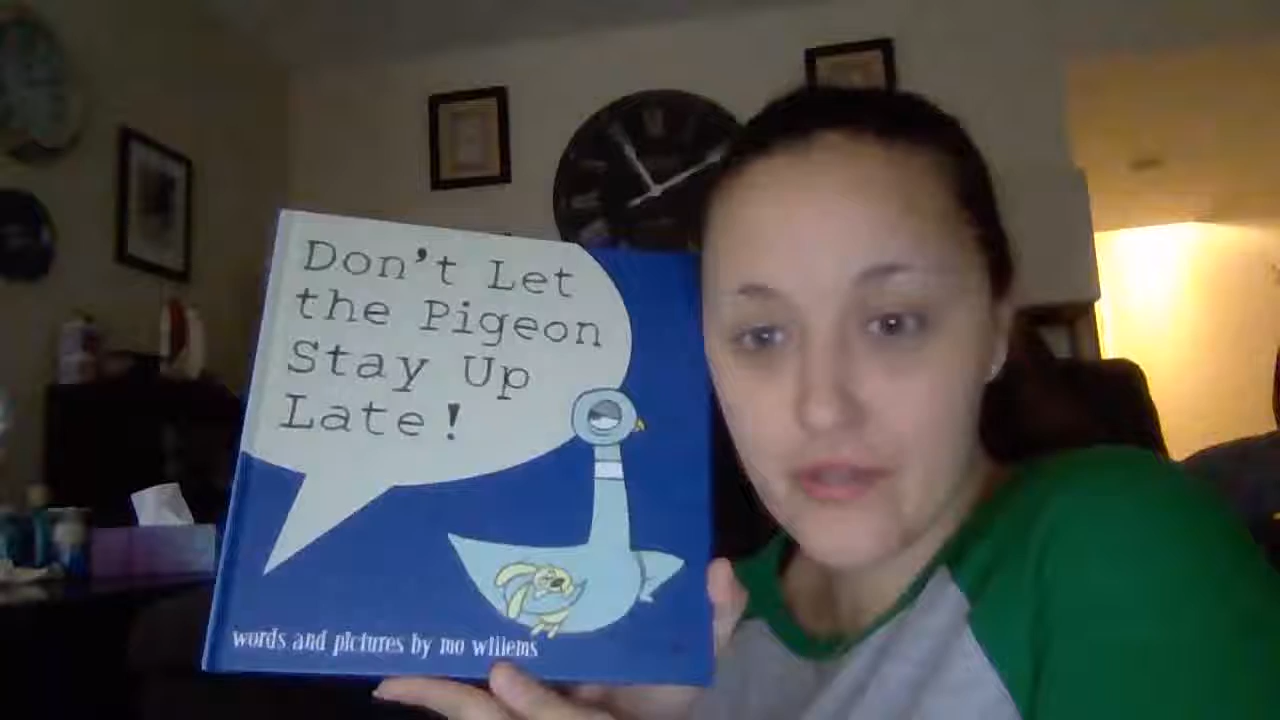 Don't Let
the Pigeon
Stay Up
Late!
words and pictures by mo willems